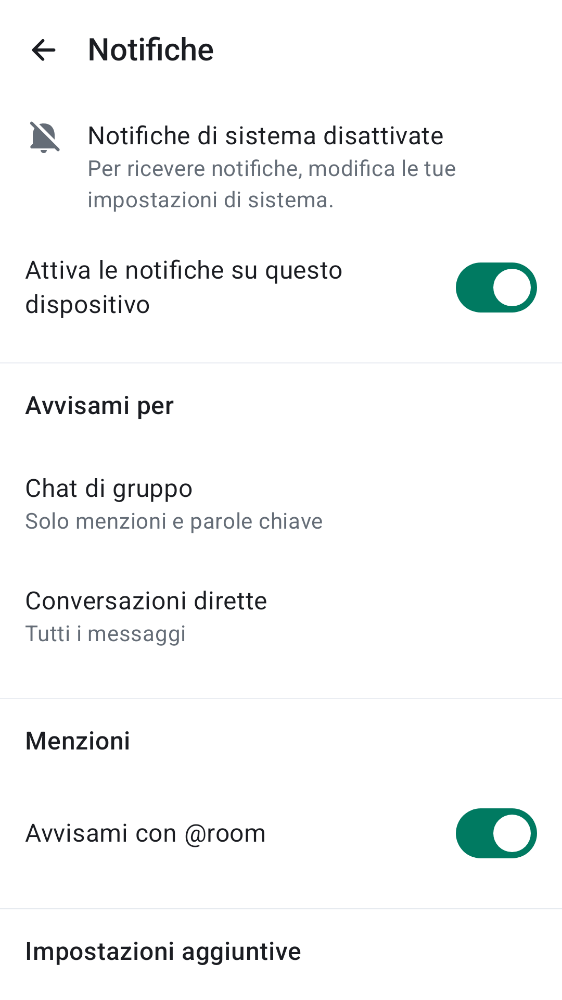 Notifiche
Notifiche di sistema disattivate
Per ricevere notifiche, modifica le tue
impostazioni di sistema.
Attiva le notifiche su questo
dispositivo
Avvisami per
Chat di gruppo
Solo menzioni e parole chiave
Conversazioni dirette
Tutti i messaggi
Menzioni
Avvisami con @room
Impostazioni aggiuntive